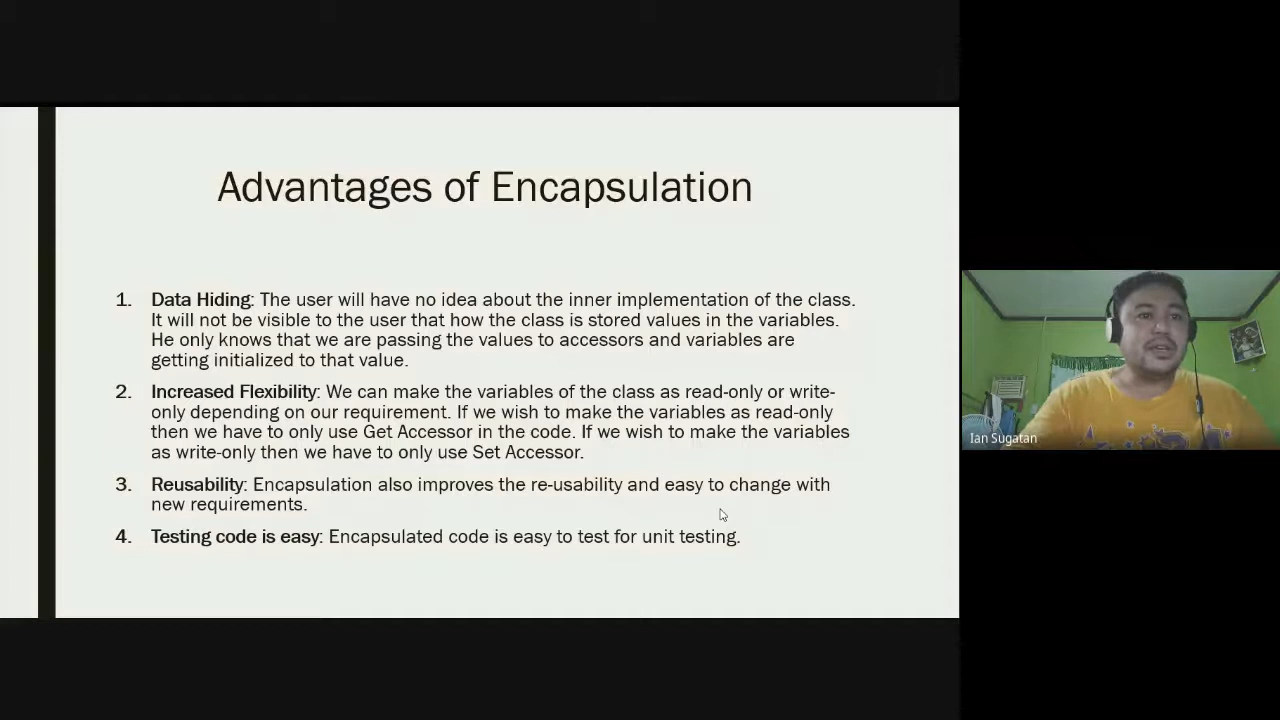 Advantages of Encapsulation
1. Data Hiding: The user will have no idea about the inner implementation of the class.
It will not be visible to the user that how the class is stored values in the variables.
He only knows that we are passing the values to accessors and variables are
getting initialized to that value.
2. Increased Flexibility: We can make the variables of the class as read-only or write-
only depending on our requirement. If we wish to make the variables as read-only
then we have to only use Get Accessor in the code. If we wish to make the variables
as write-only then we have to only use Set Accessor.
3. Reusability: Encapsulation also improves the re-usability and easy to change with
new requirements.
4. Testing code is easy: Encapsulated code is easy to test for unit testing.
Ian Sugatan